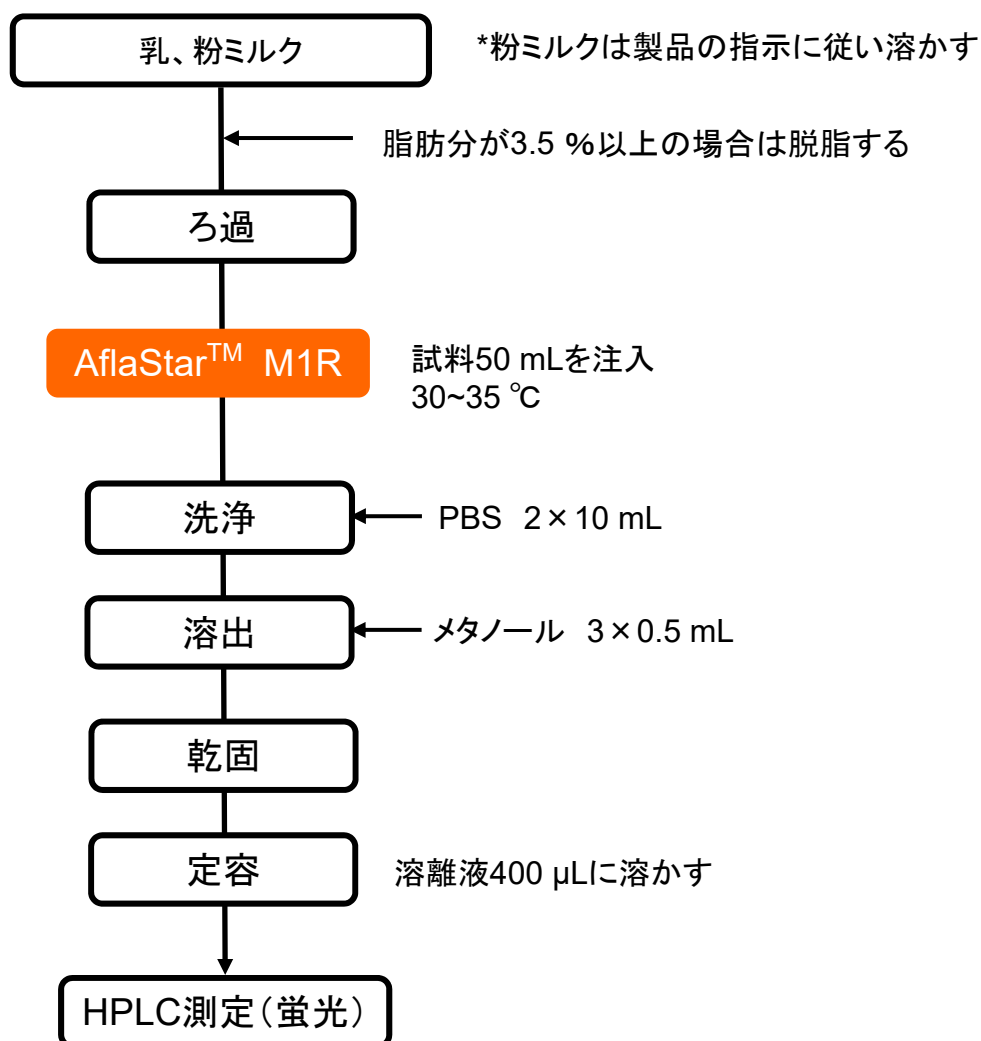 乳、粉ミルク
*粉ミルクは製品の指示に従い溶かす
脂肪分が3.5 %以上の場合は脱脂する
ろ過
AflaStar™ M1R
試料50 mLを注入
30~35 ℃
洗浄
PBS 2×10 mL
溶出
メタノール 3×0.5 mL
乾固
定容
溶離液400 µLに溶かす
HPLC測定(蛍光)